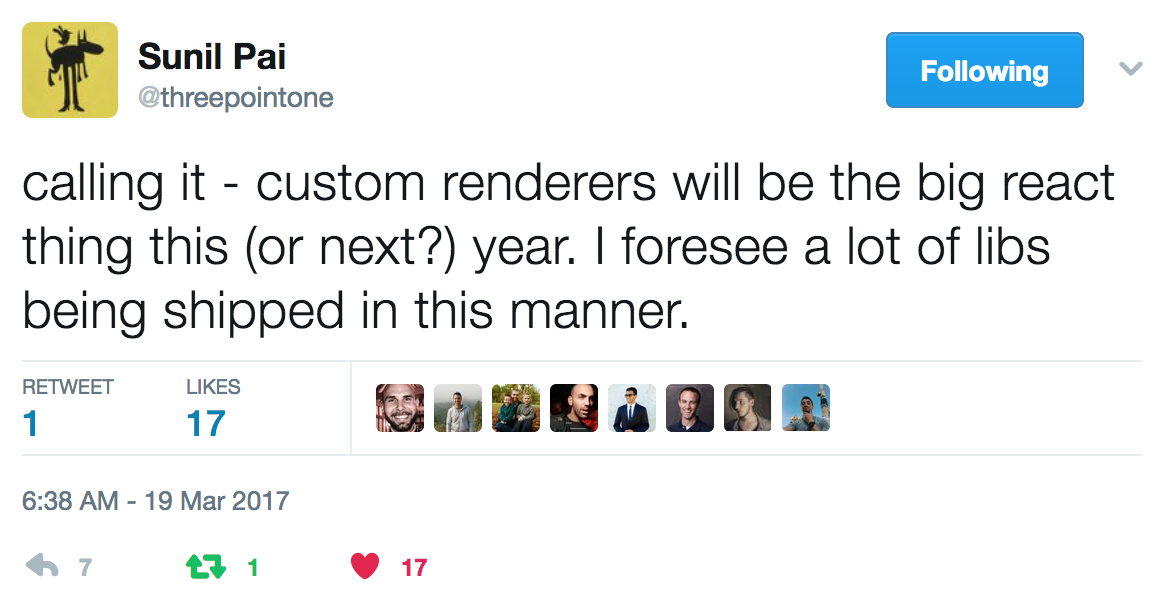 Sunil Pai
@threepointone
Following
calling it - custom renderers will be the big react
thing this (or next?) year. I foresee a lot of libs
being shipped in this manner.
RETWEET LIKES
1 17
6:38 AM - 19 Mar 2017
7 1 17